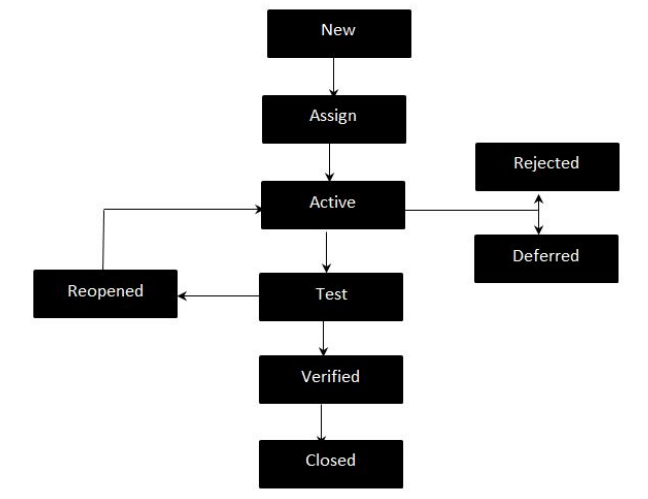 New
Assign
Rejected
Active
Deferred
Reopened
Test
Verified
Closed